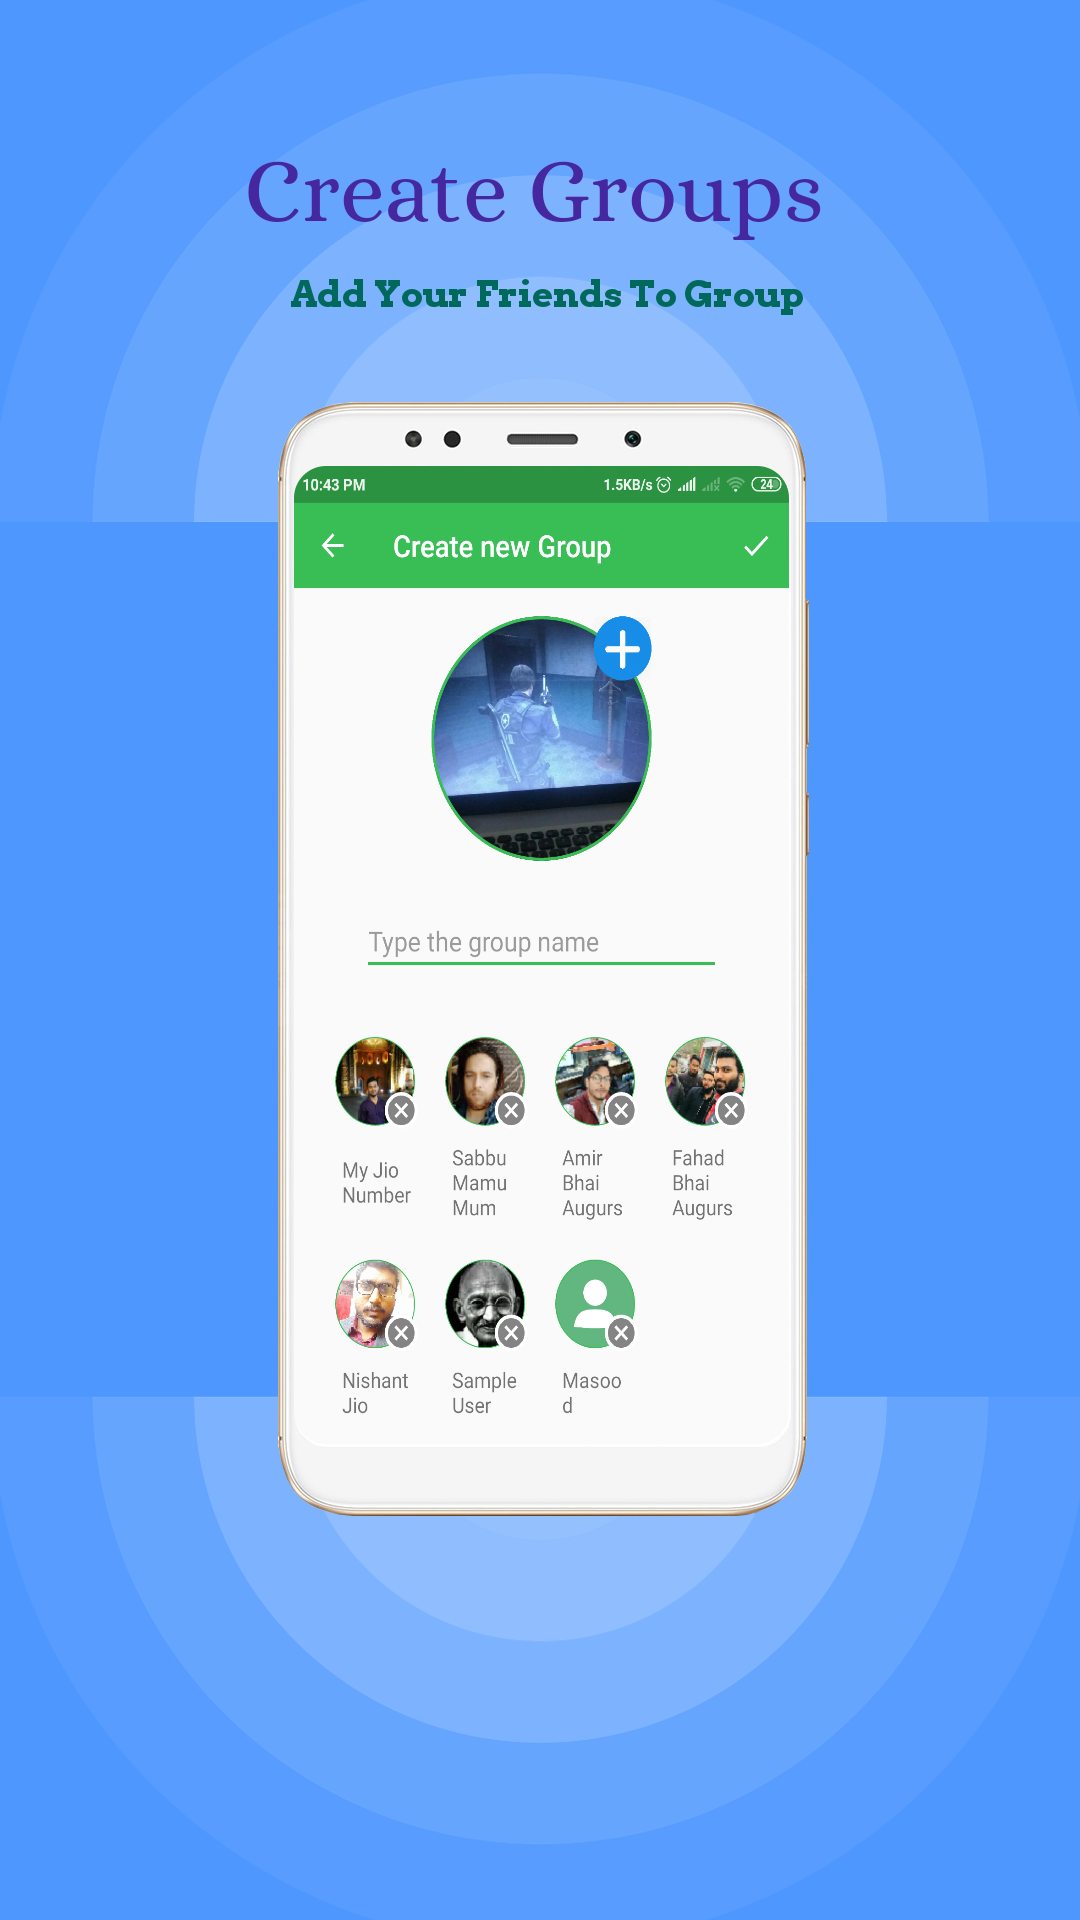 Create Groups
Add Your Friends To Group
10:43 PM 1.5KB/s 24
Create new Group
Type the group name
My Jio
Number
Sabbu
Mamu
Mum
Amir
Bhai
Augurs
Fahad
Bhai
Augurs
Nishant
Jio
Sample
User
Masoo
d